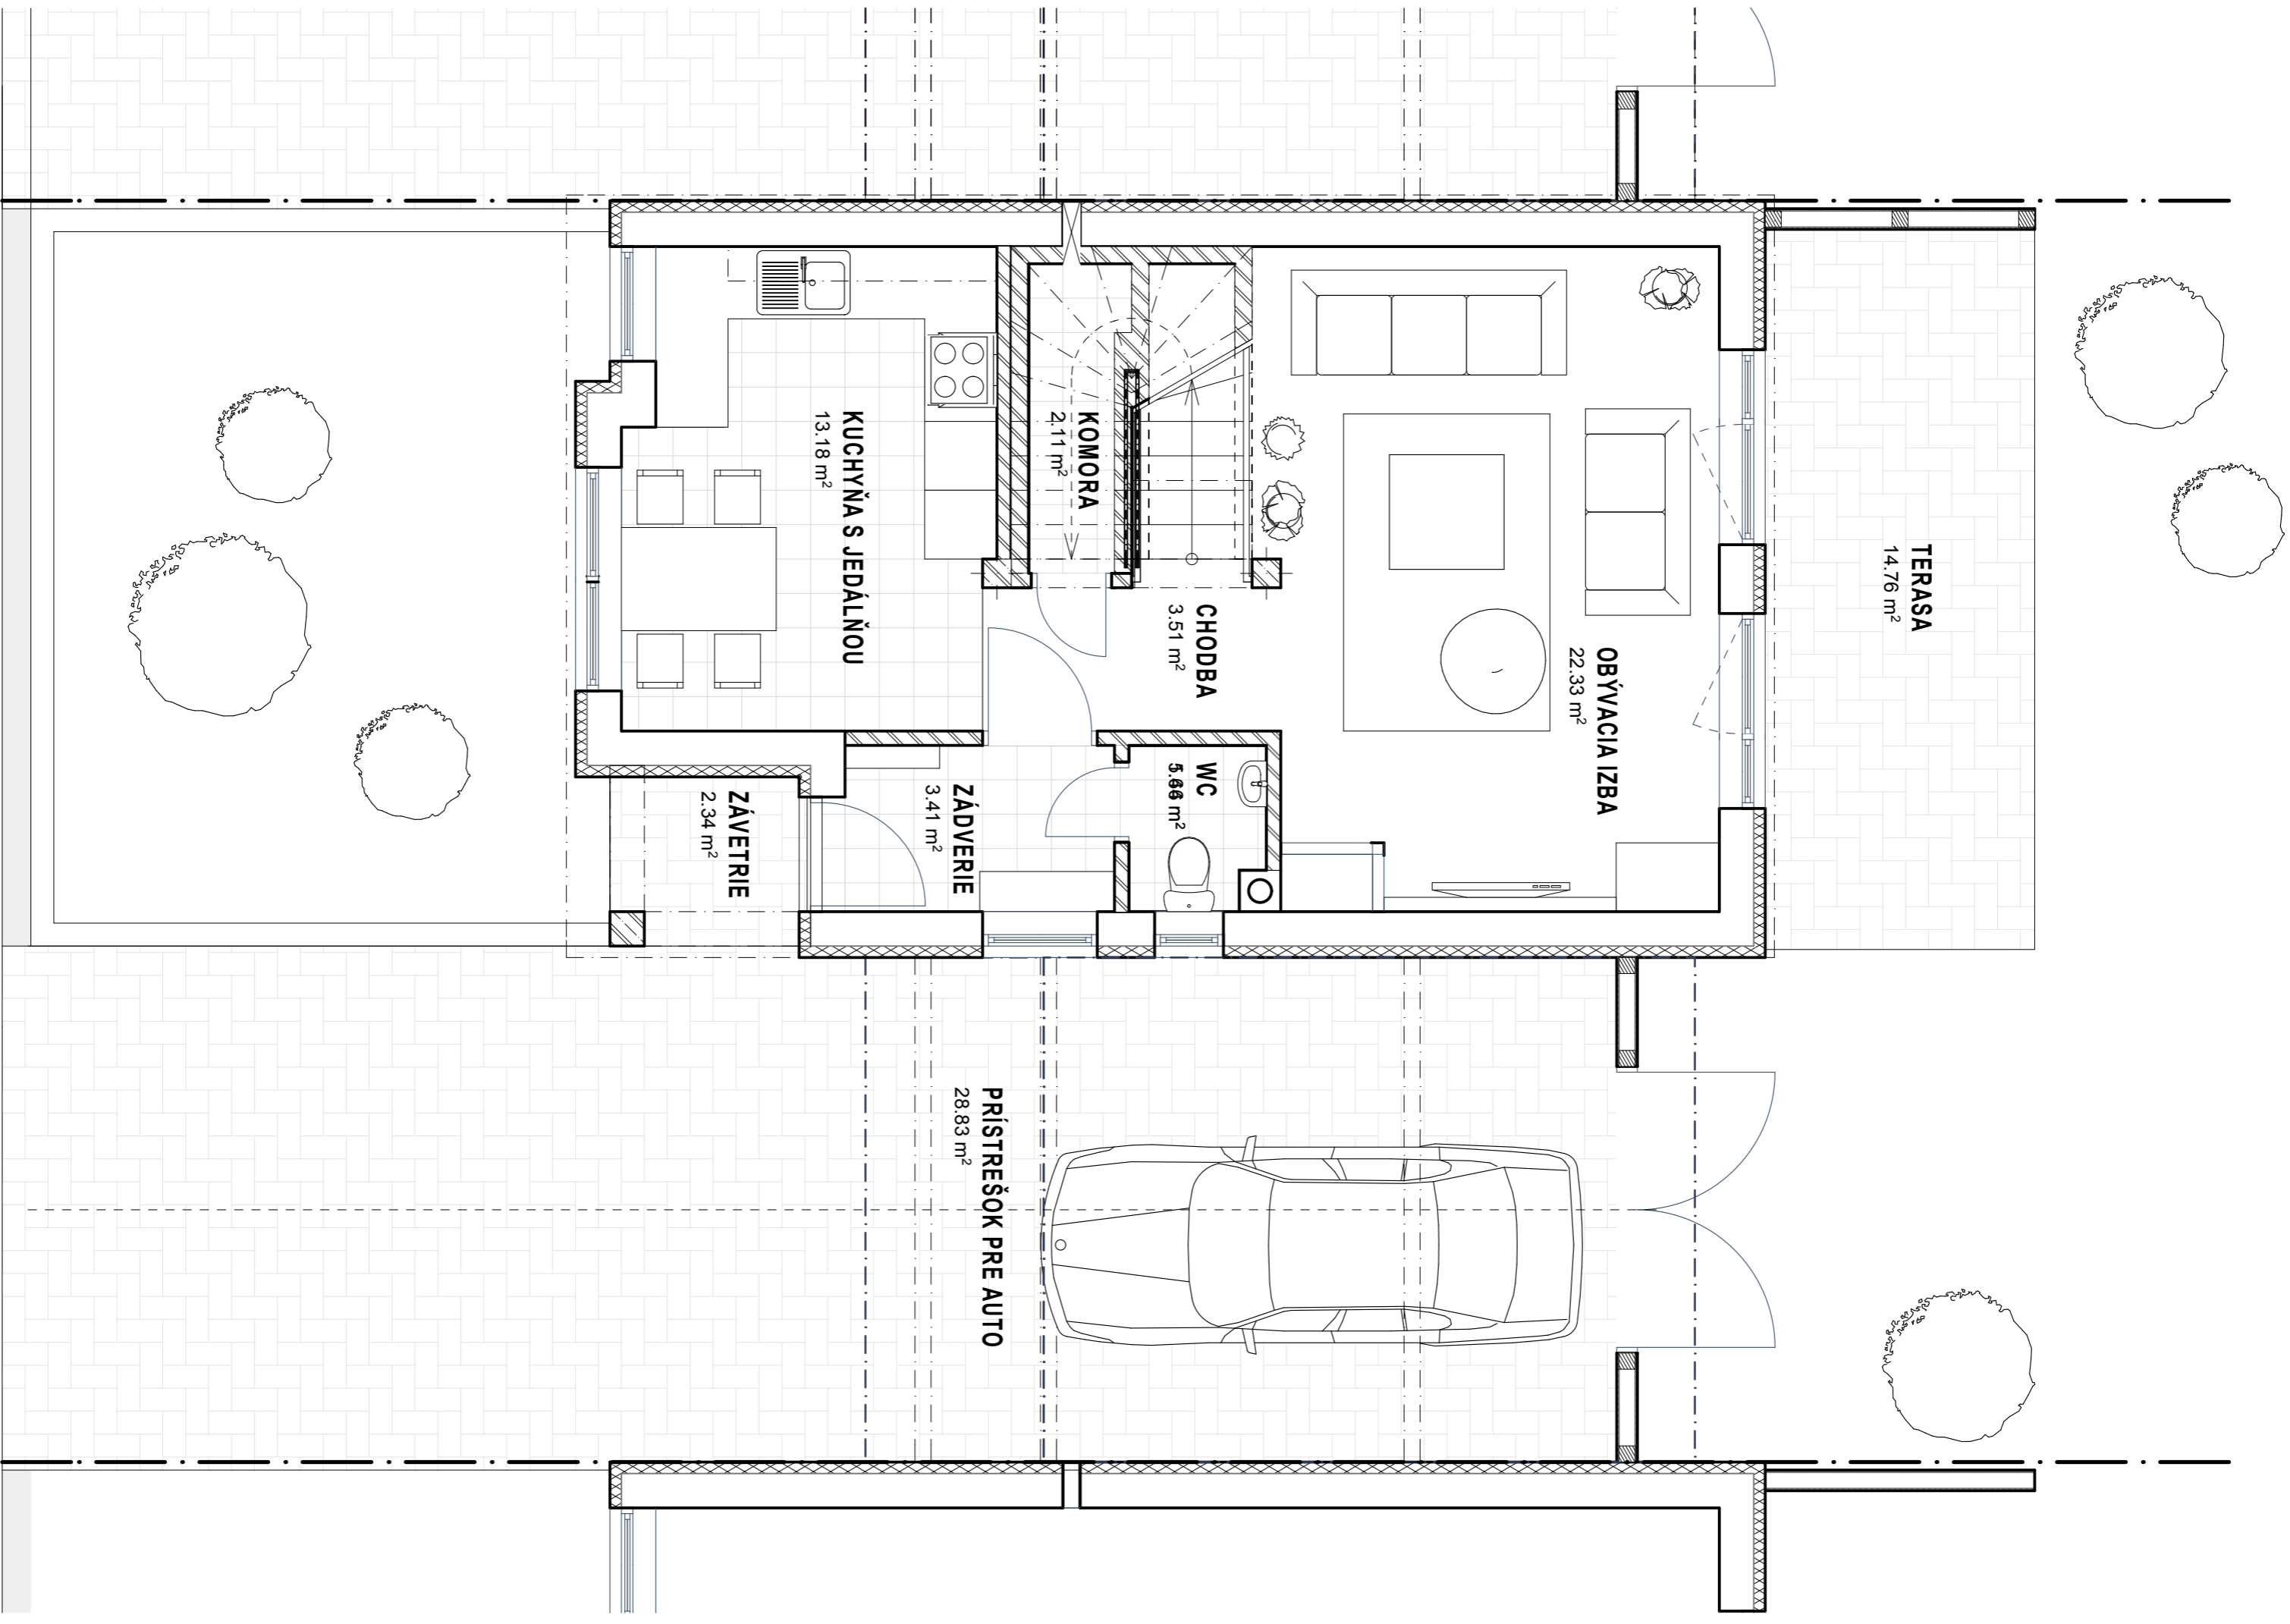 TERASA
14.76 m²
OBÝVACIA IZBA
22.33 m²
CHODBA
3.51 m²
WC
KOMORA
2.11 m²
ZÁDVERIE
3.41 m²
KUCHYŇA S JEDÁLŇOU
13.18 m²
ZÁVETRIE
2.34 m²
PRÍSTREŠOK PRE AUTO
28.83 m²